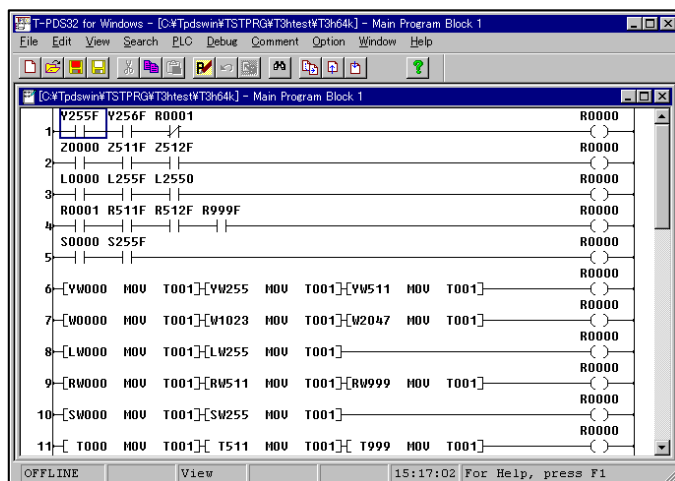 T-PDS32 for Windows - [C:¥Tpdswin¥TSTPRG¥T3htest¥T3h64k] - Main Program Block 1
File Edit View Search PLC Debug Comment Option Window Help
[C:¥Tpdswin¥TSTPRG¥T3htest¥T3h64k] - Main Program Block 1
Y255F Y256F R0001 R0000
1
Z0000 Z511F Z512F R0000
2
L0000 L255F L2550 R0000
3
R0001 R511F R512F R999F R0000
4
S0000 S255F R0000
5
R0000
6 [YW000 MOV T001] [YW255 MOV T001] [YW511 MOV T001]
R0000
7 [W0000 MOV T001] [W1023 MOV T001] [W2047 MOV T001]
R0000
8 [LW000 MOV T001] [LW255 MOV T001]
R0000
9 [RW000 MOV T001] [RW511 MOV T001] [RW999 MOV T001]
R0000
10 [SW000 MOV T001] [SW255 MOV T001]
R0000
11 [ T000 MOV T001] [ T511 MOV T001] [ T999 MOV T001]
OFFLINE View 15:17:02 For Help, press F1